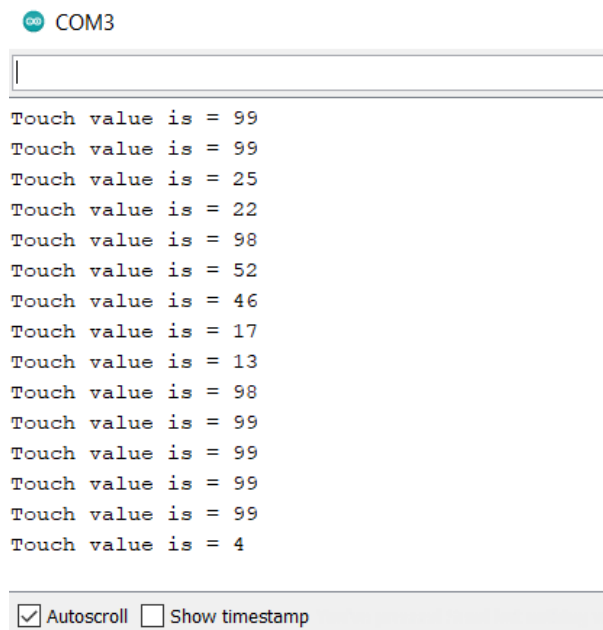 COM3
Touch value is = 99
Touch value is = 99
Touch value is = 25
Touch value is = 22
Touch value is = 98
Touch value is = 52
Touch value is = 46
Touch value is = 17
Touch value is = 13
Touch value is = 98
Touch value is = 99
Touch value is = 99
Touch value is = 99
Touch value is = 99
Touch value is = 4
Autoscroll Show timestamp